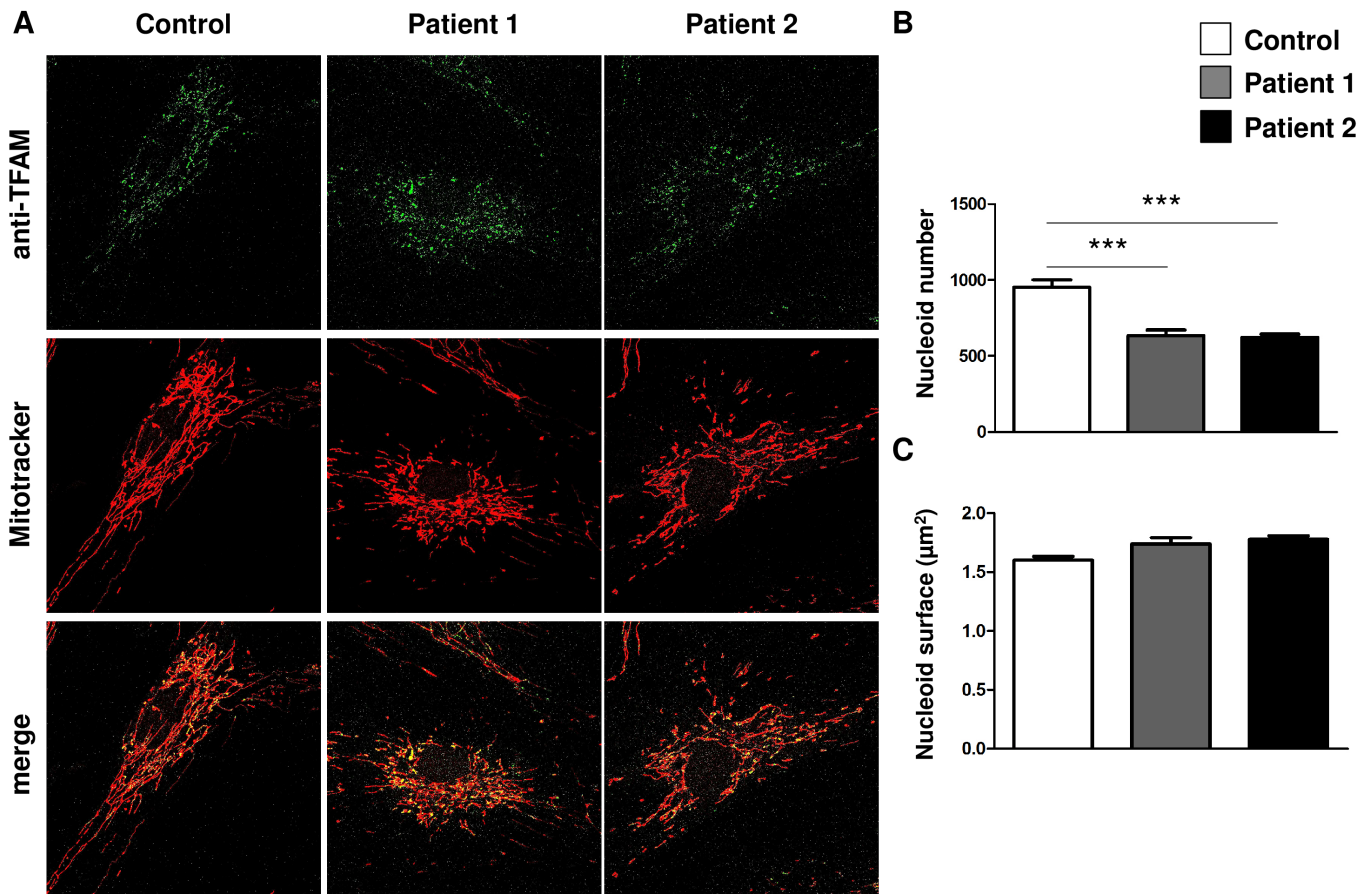 A
Control
Patient 1
Patient 2
anti-TFAM
Mitotracker
merge
B
Control
Patient 1
Patient 2
Nucleoid number
1500
1000
500
0
***
***
C
Nucleoid surface (µm²)
2.0
1.5
1.0
0.5
0.0